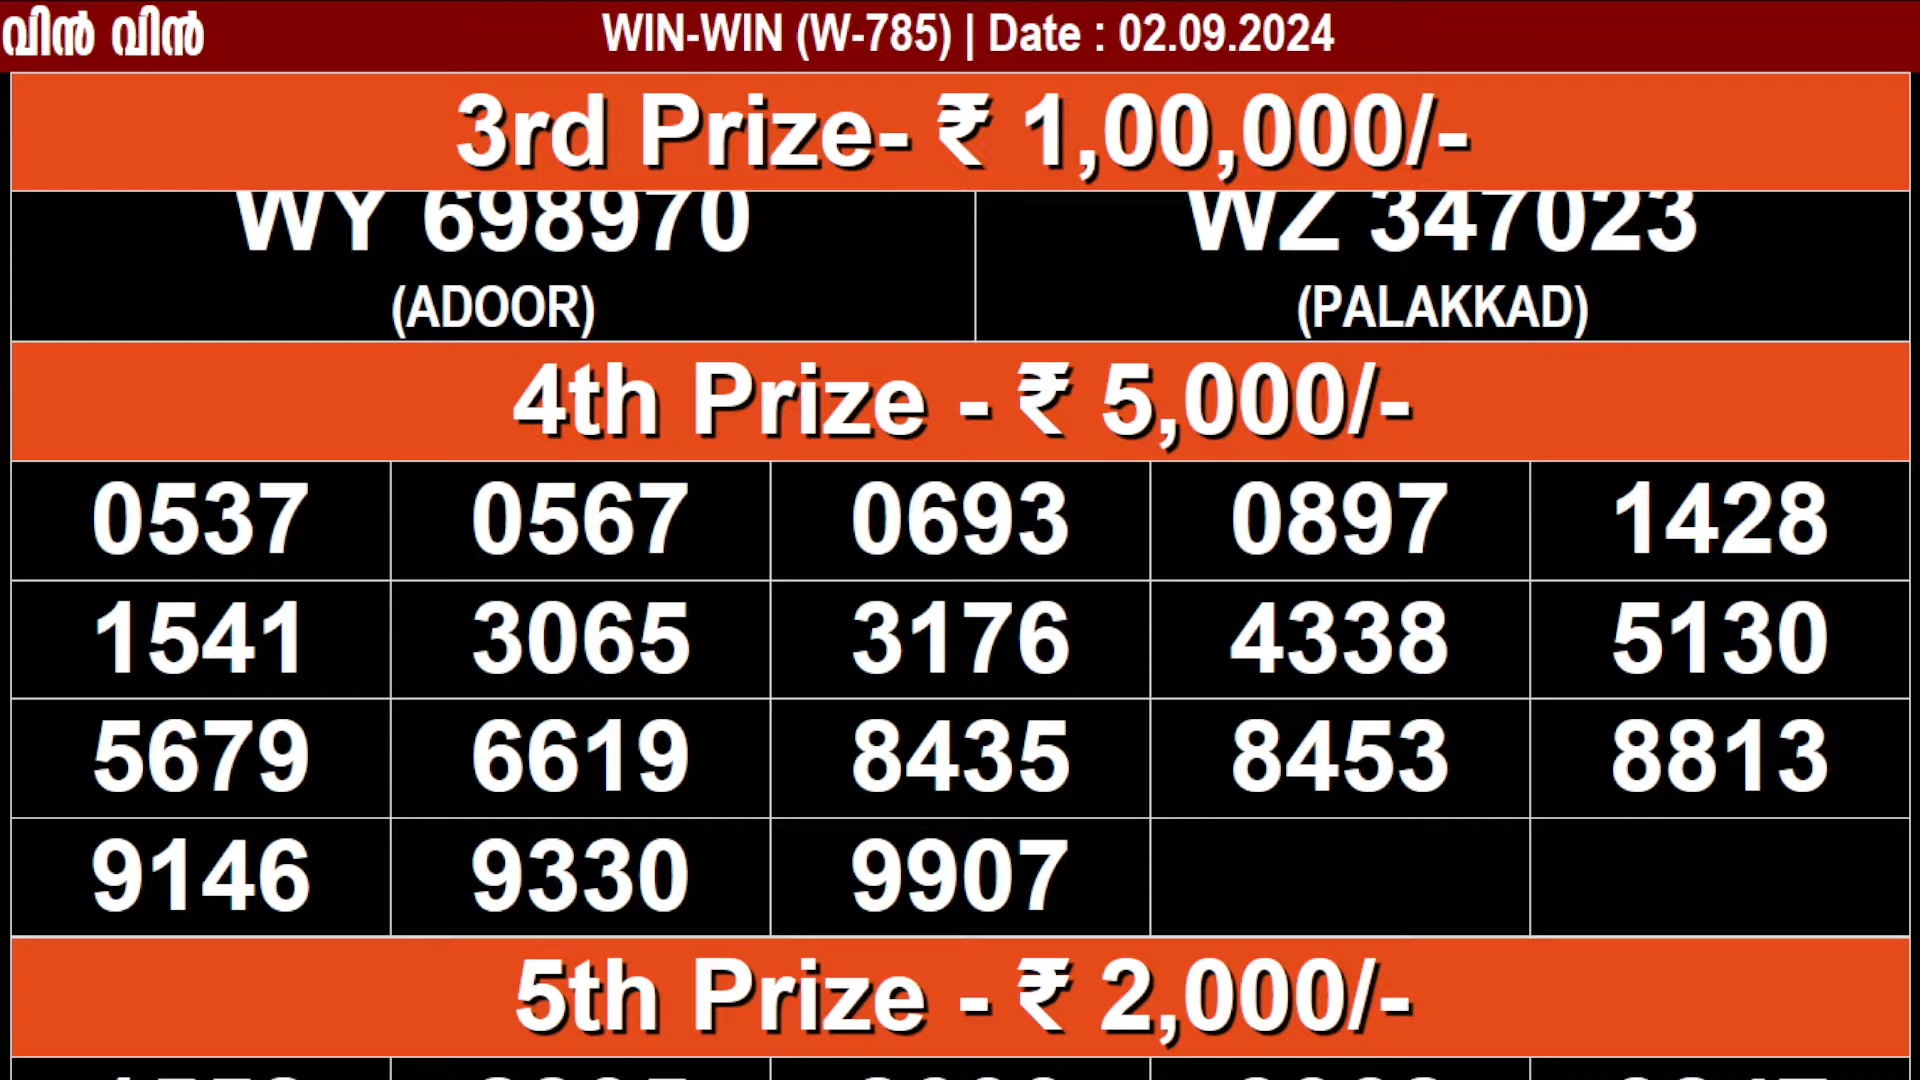 വിൻ വിൻ WIN-WIN (W-785) | Date : 02.09.2024
3rd Prize- ₹ 1,00,000/-
WY 698970 WZ 347023
(ADOOR) (PALAKKAD)
4th Prize - ₹ 5,000/-
0537 0567 0693 0897 1428
1541 3065 3176 4338 5130
5679 6619 8435 8453 8813
9146 9330 9907
5th Prize - ₹ 2,000/-